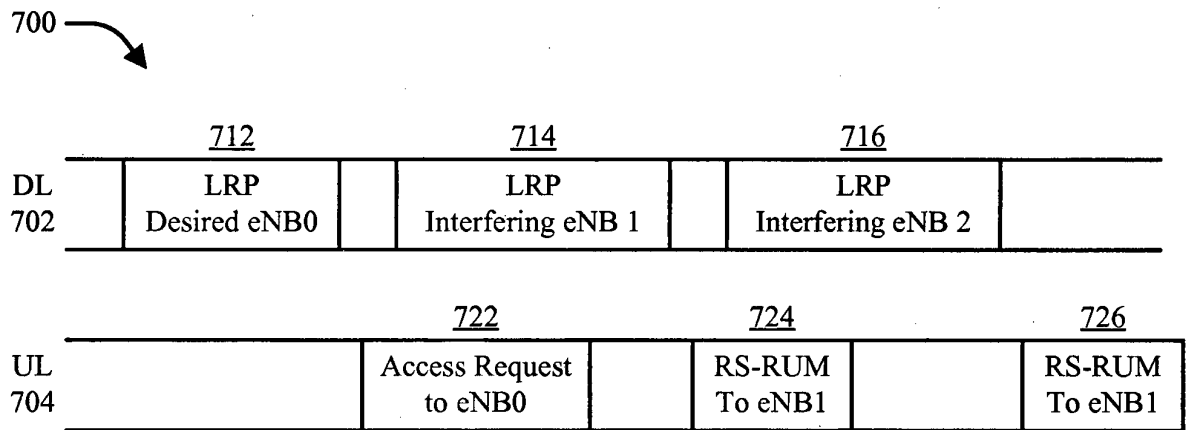 700
712 714 716
DL 702
LRP Desired eNB0
LRP Interfering eNB 1
LRP Interfering eNB 2
722 724 726
UL 704
Access Request to eNB0
RS-RUM To eNB1
RS-RUM To eNB1